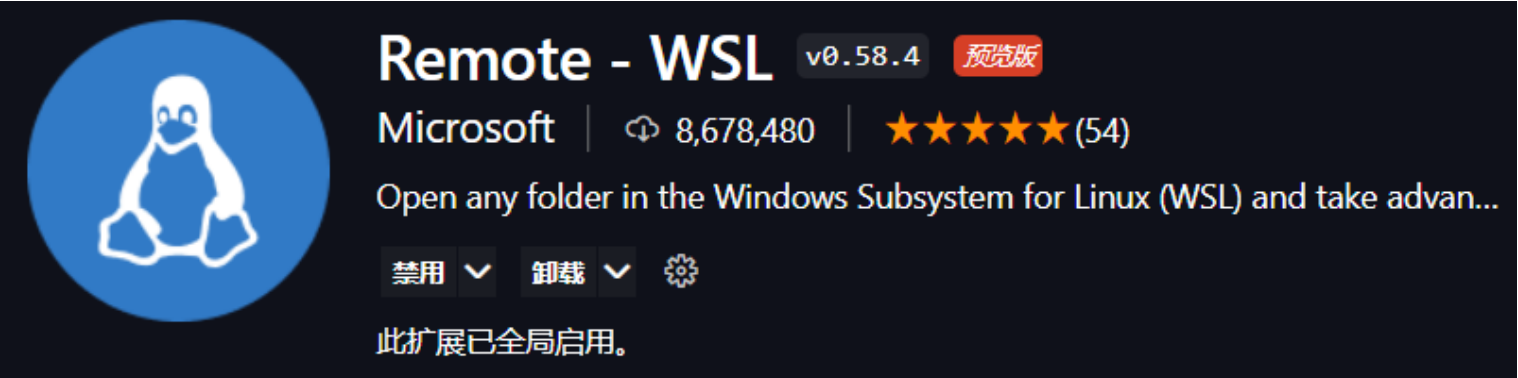 Remote - WSL v0.58.4 预览版
Microsoft 8,678,480 (54)
Open any folder in the Windows Subsystem for Linux (WSL) and take advan...
禁用 卸载
此扩展已全局启用。